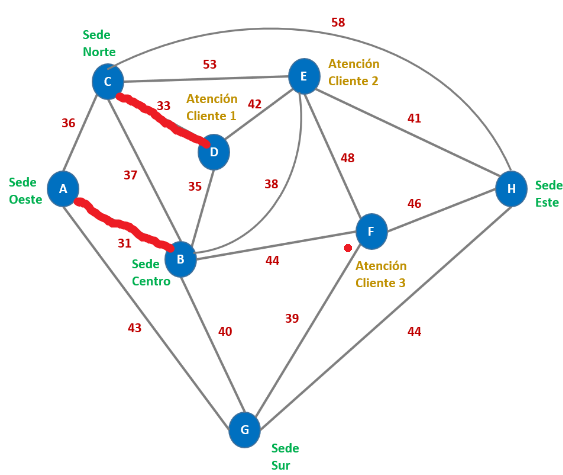 58
Sede
Norte
53
Atención
Cliente 2
C
E
33
Atención
Cliente 1
42
41
36
D
48
Sede
Oeste
A
37
35
38
H
Sede
Este
46
31
F
Sede
Centro
B
44
Atención
Cliente 3
43
40
39
44
G
Sede
Sur